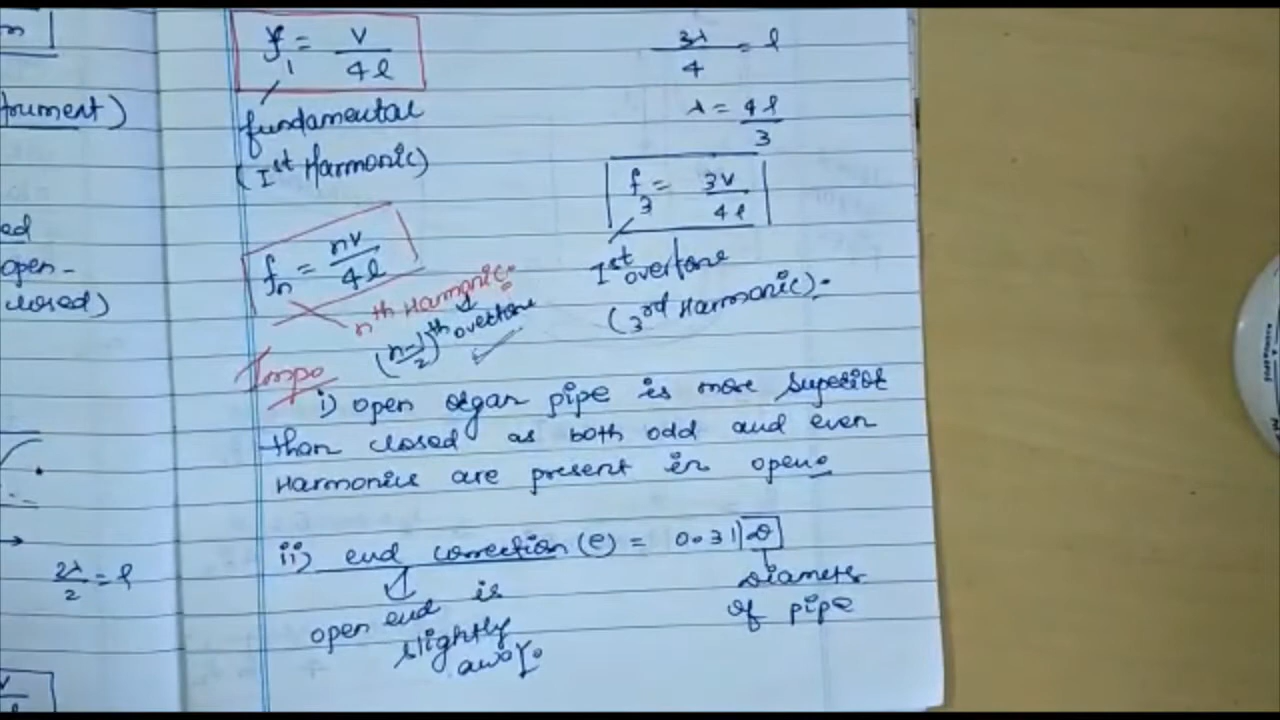 n
trument)
ed
open-
closed)
2λ/2 = l
f₁ = v/4l
fundamental
(Ist Harmonic)
fn = nv/4l
nth Harmonic.
(n-1/2)th overtone
3λ/4 = l
λ = 4l/3
f₃ = 3v/4l
Ist overtone
(3rd Harmonic).
Impo
i) open organ pipe is more superior
than closed as both odd and even
Harmonics are present in open.
ii) end correction (e) = 0.31 D
open end is
slightly
away.
Diameter
of pipe